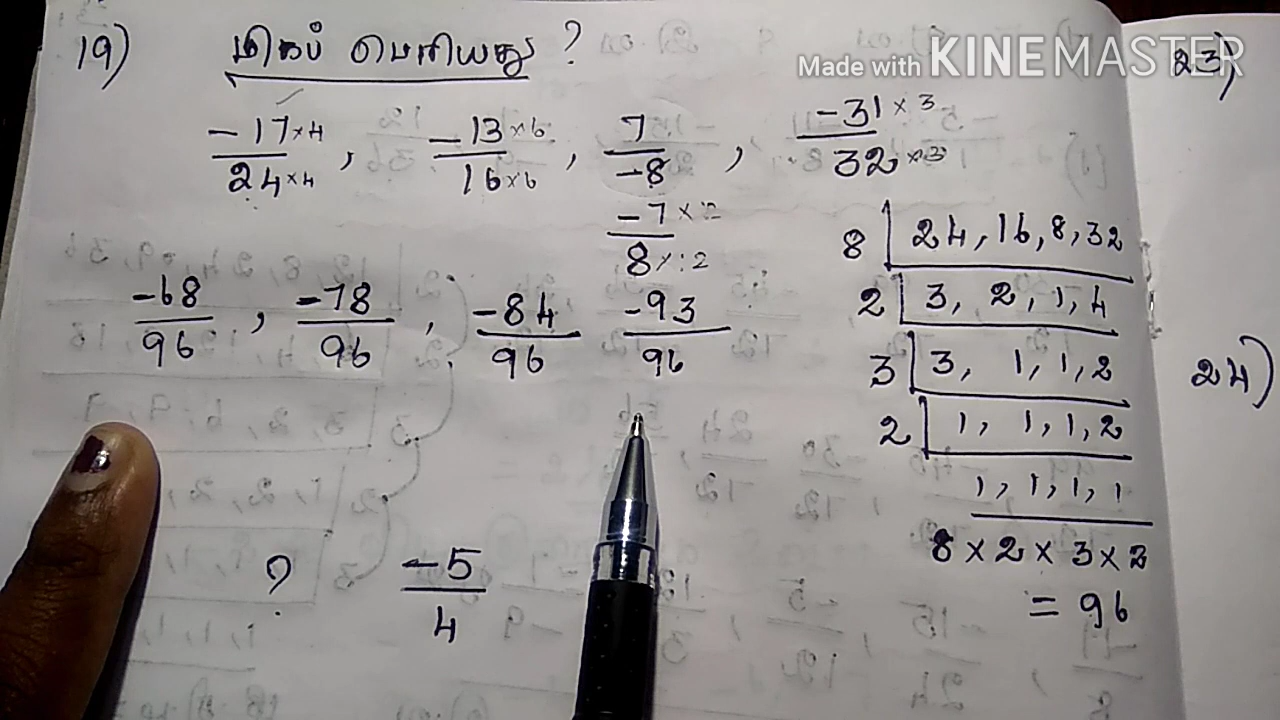 19) மிகப் பெரியது ?
Made with KINEMASTER
23)
-17×4/24×4 , -13×6/16×6 , 7/-8 , -31×3/32×3
-7/8
8 | 24, 16, 8, 32
2 | 3, 2, 1, 4
3 | 3, 1, 1, 2
2 | 1, 1, 1, 2
1, 1, 1, 1
8 × 2 × 3 × 2
= 96
-68/96 , -78/96 , -84/96 -93/96
? -5/4
24)